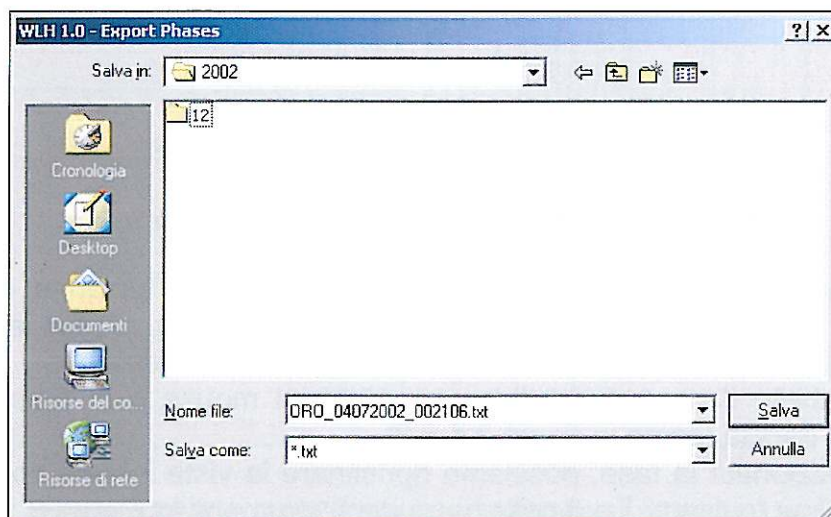 WLH 1.0 - Export Phases
Salva in:
2002
12
Cronologia
Desktop
Documenti
Risorse del co...
Risorse di rete
Nome file:
ORO_04072002_002106.txt
Salva
Salva come:
*.txt
Annulla